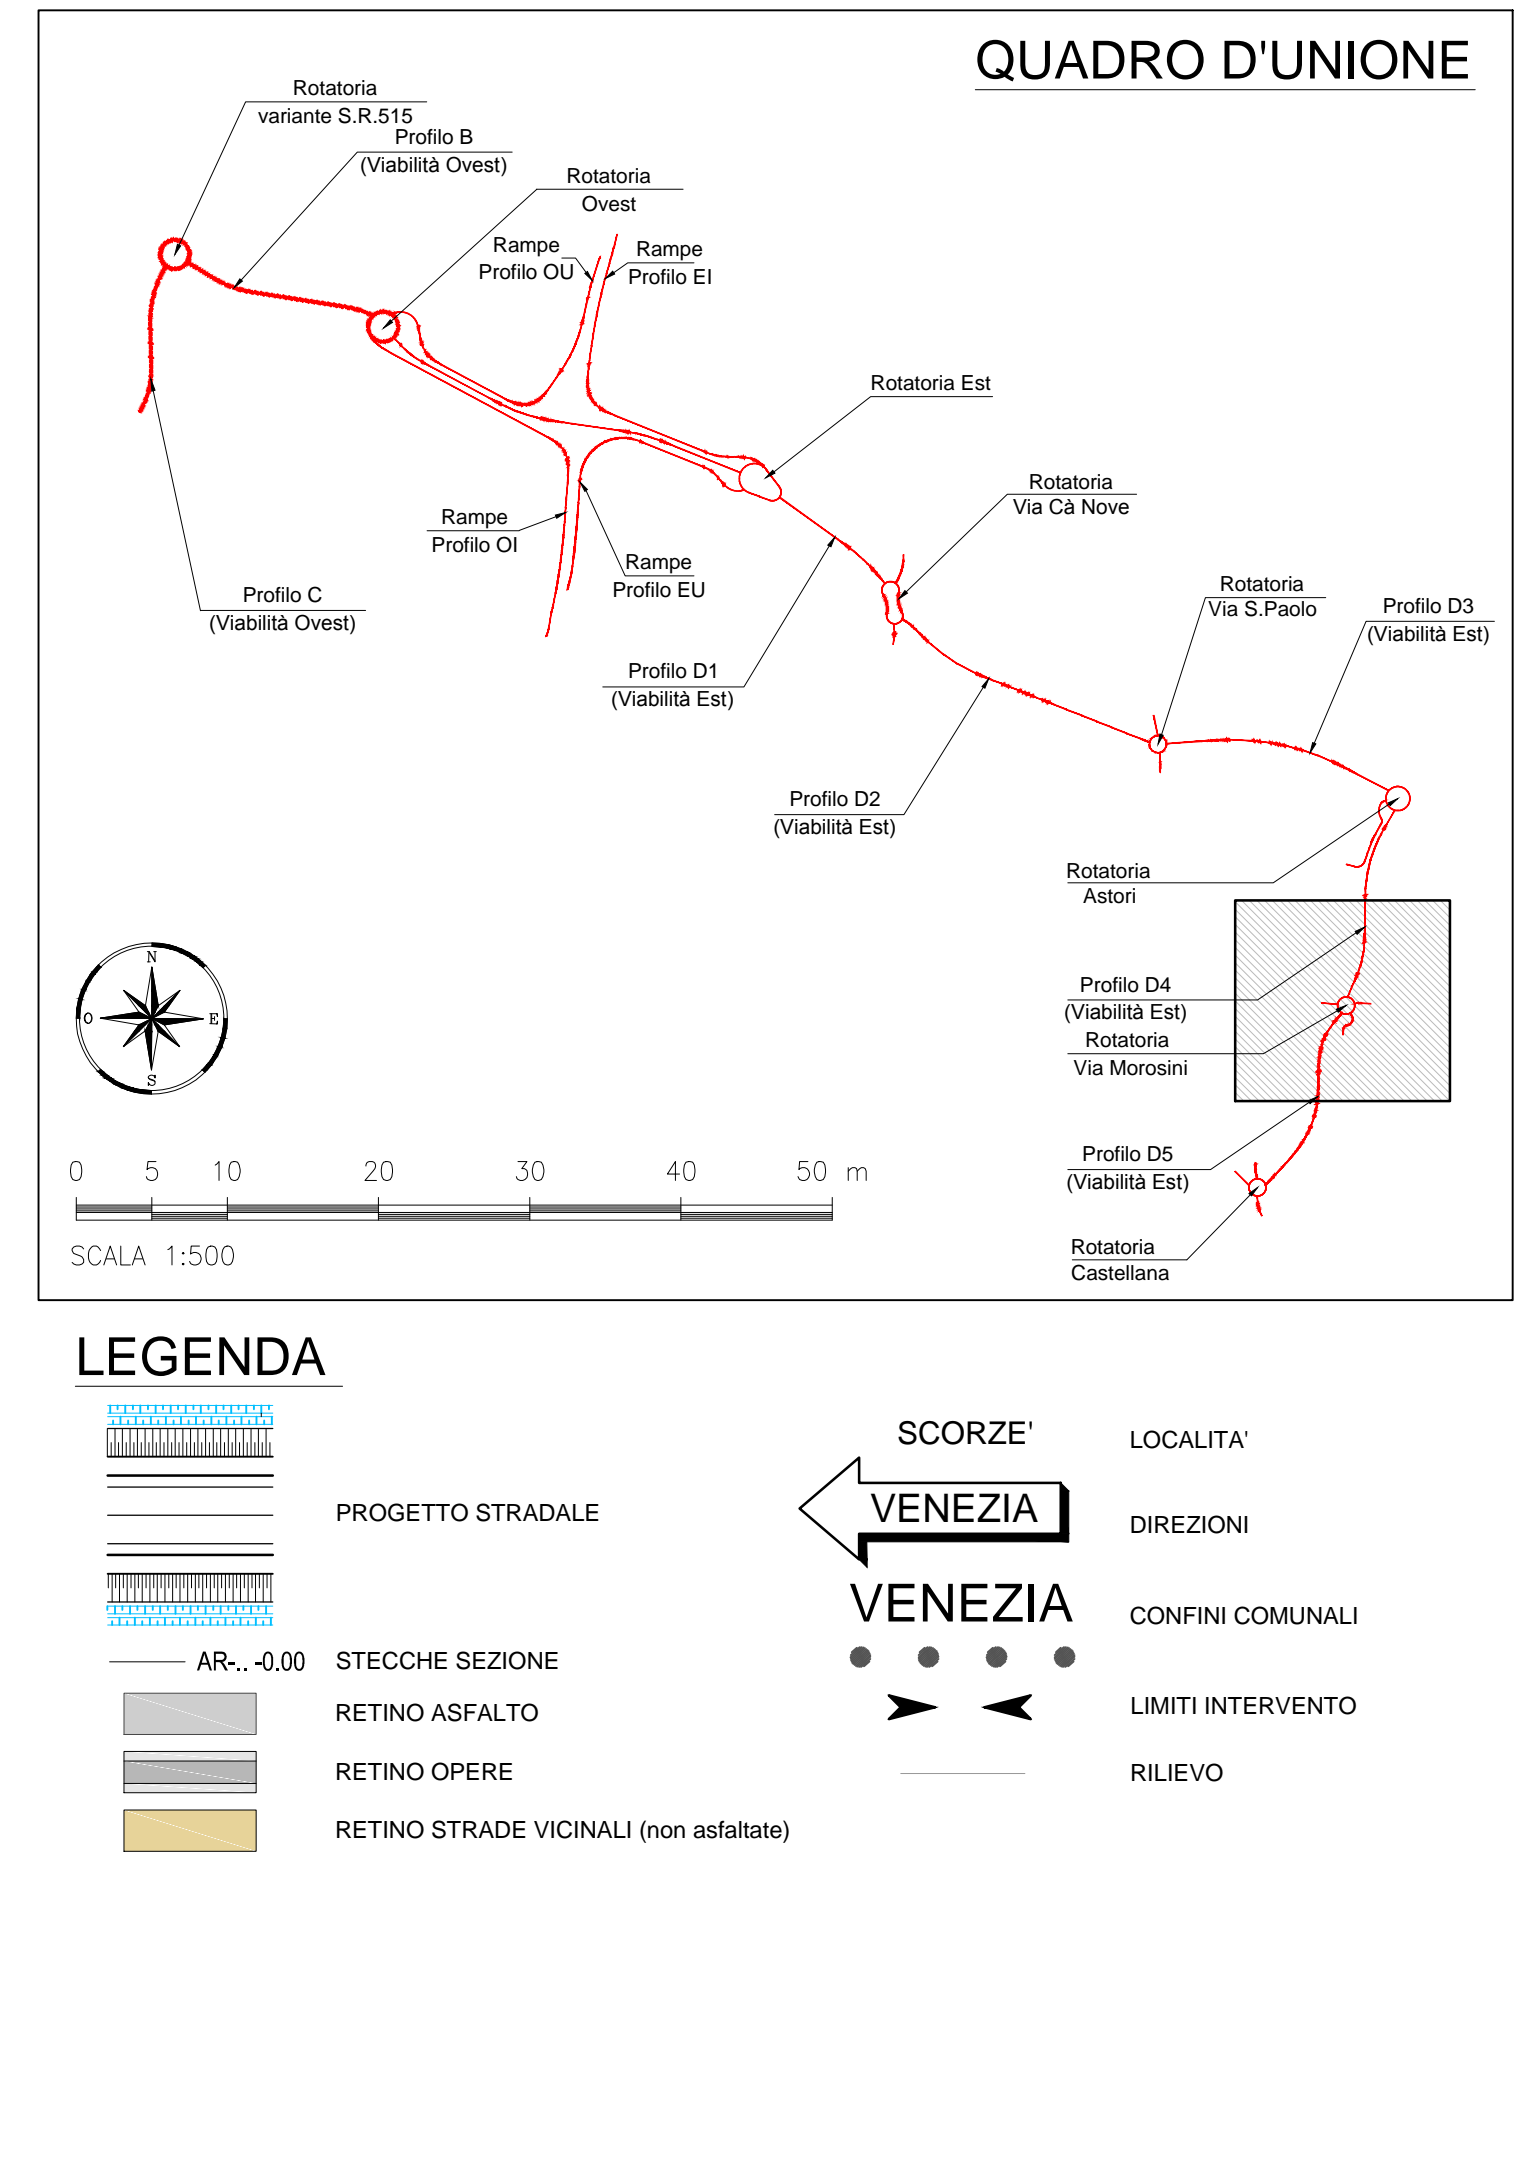 QUADRO D'UNIONE
Rotatoria
variante S.R.515
Profilo B
(Viabilità Ovest)
Rotatoria
Ovest
Rampe
Profilo OU
Rampe
Profilo EI
Rotatoria Est
Rotatoria
Via Cà Nove
Rampe
Profilo OI
Rampe
Profilo EU
Profilo C
(Viabilità Ovest)
Rotatoria
Via S.Paolo
Profilo D3
(Viabilità Est)
Profilo D1
(Viabilità Est)
Profilo D2
(Viabilità Est)
Rotatoria
Astori
Profilo D4
(Viabilità Est)
Rotatoria
Via Morosini
Profilo D5
(Viabilità Est)
Rotatoria
Castellana
N
O
E
S
0 5 10 20 30 40 50 m
SCALA 1:500
LEGENDA
PROGETTO STRADALE
AR-.. -0.00 STECCHE SEZIONE
RETINO ASFALTO
RETINO OPERE
RETINO STRADE VICINALI (non asfaltate)
SCORZE' LOCALITA'
VENEZIA DIREZIONI
VENEZIA CONFINI COMUNALI
LIMITI INTERVENTO
RILIEVO